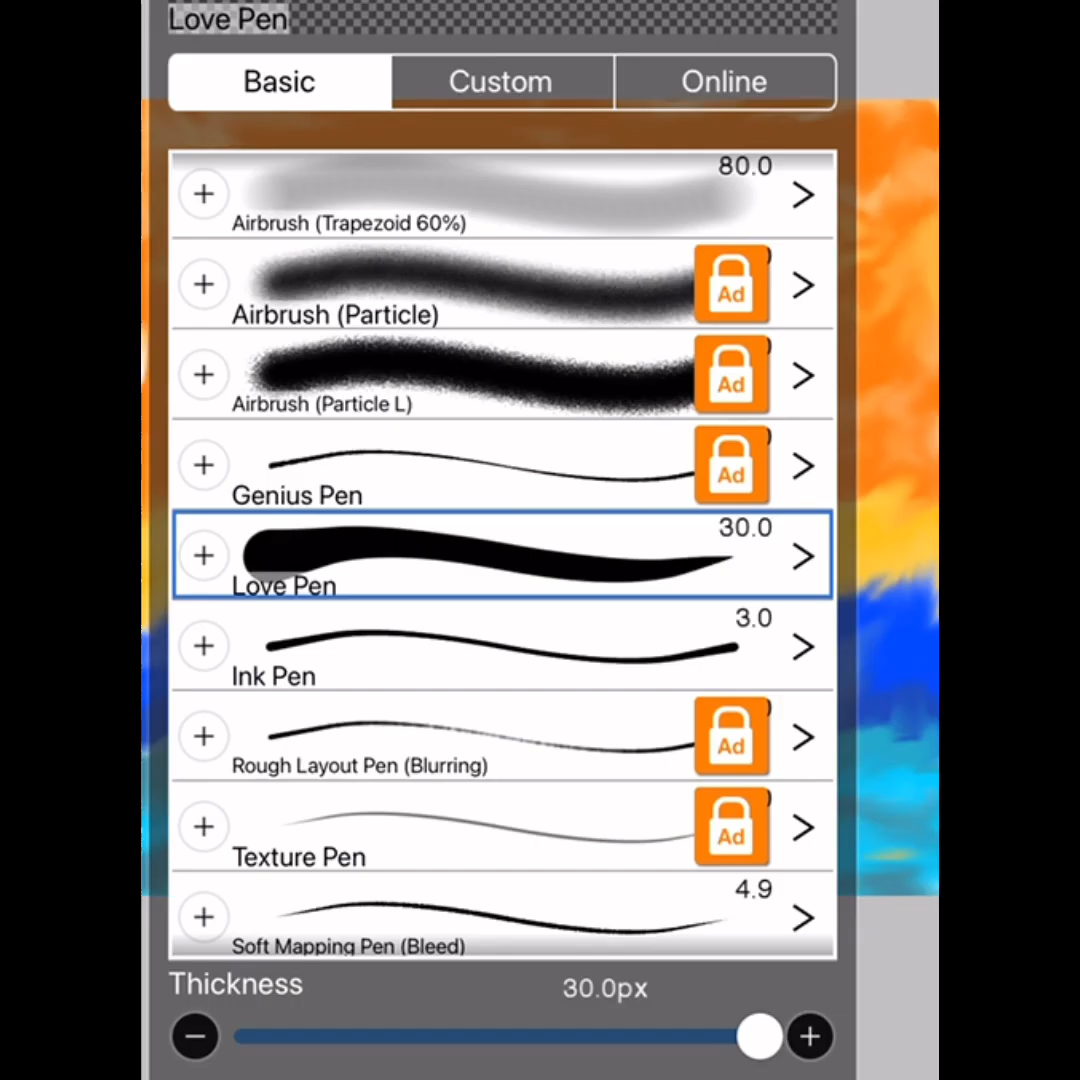 Love Pen
Basic Custom Online
80.0
Airbrush (Trapezoid 60%)
Ad
Airbrush (Particle)
Ad
Airbrush (Particle L)
Ad
Genius Pen
30.0
Love Pen
3.0
Ink Pen
Ad
Rough Layout Pen (Blurring)
Ad
Texture Pen
4.9
Soft Mapping Pen (Bleed)
Thickness 30.0px